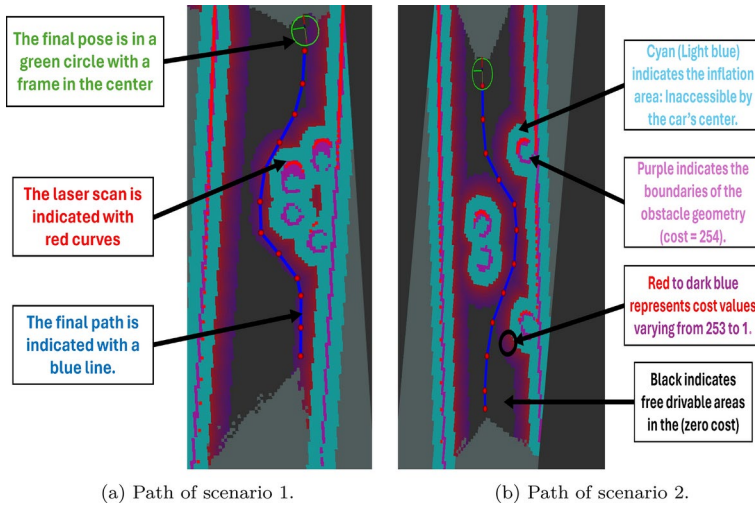 The final pose is in a
green circle with a
frame in the center
The laser scan is
indicated with
red curves
The final path is
indicated with a
blue line.
Cyan (Light blue)
indicates the inflation
area: Inaccessible by
the car's center.
Purple indicates the
boundaries of the
obstacle geometry
(cost = 254).
Red to dark blue
represents cost values
varying from 253 to 1.
Black indicates
free drivable areas
in the (zero cost)
(a) Path of scenario 1.
(b) Path of scenario 2.